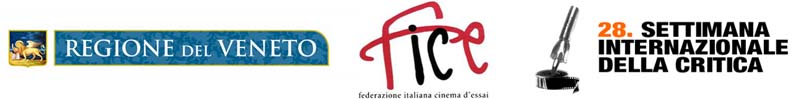 REGIONE DEL VENETO
fice
federazione italiana cinema d'essai
28. SETTIMANA
INTERNAZIONALE
DELLA CRITICA